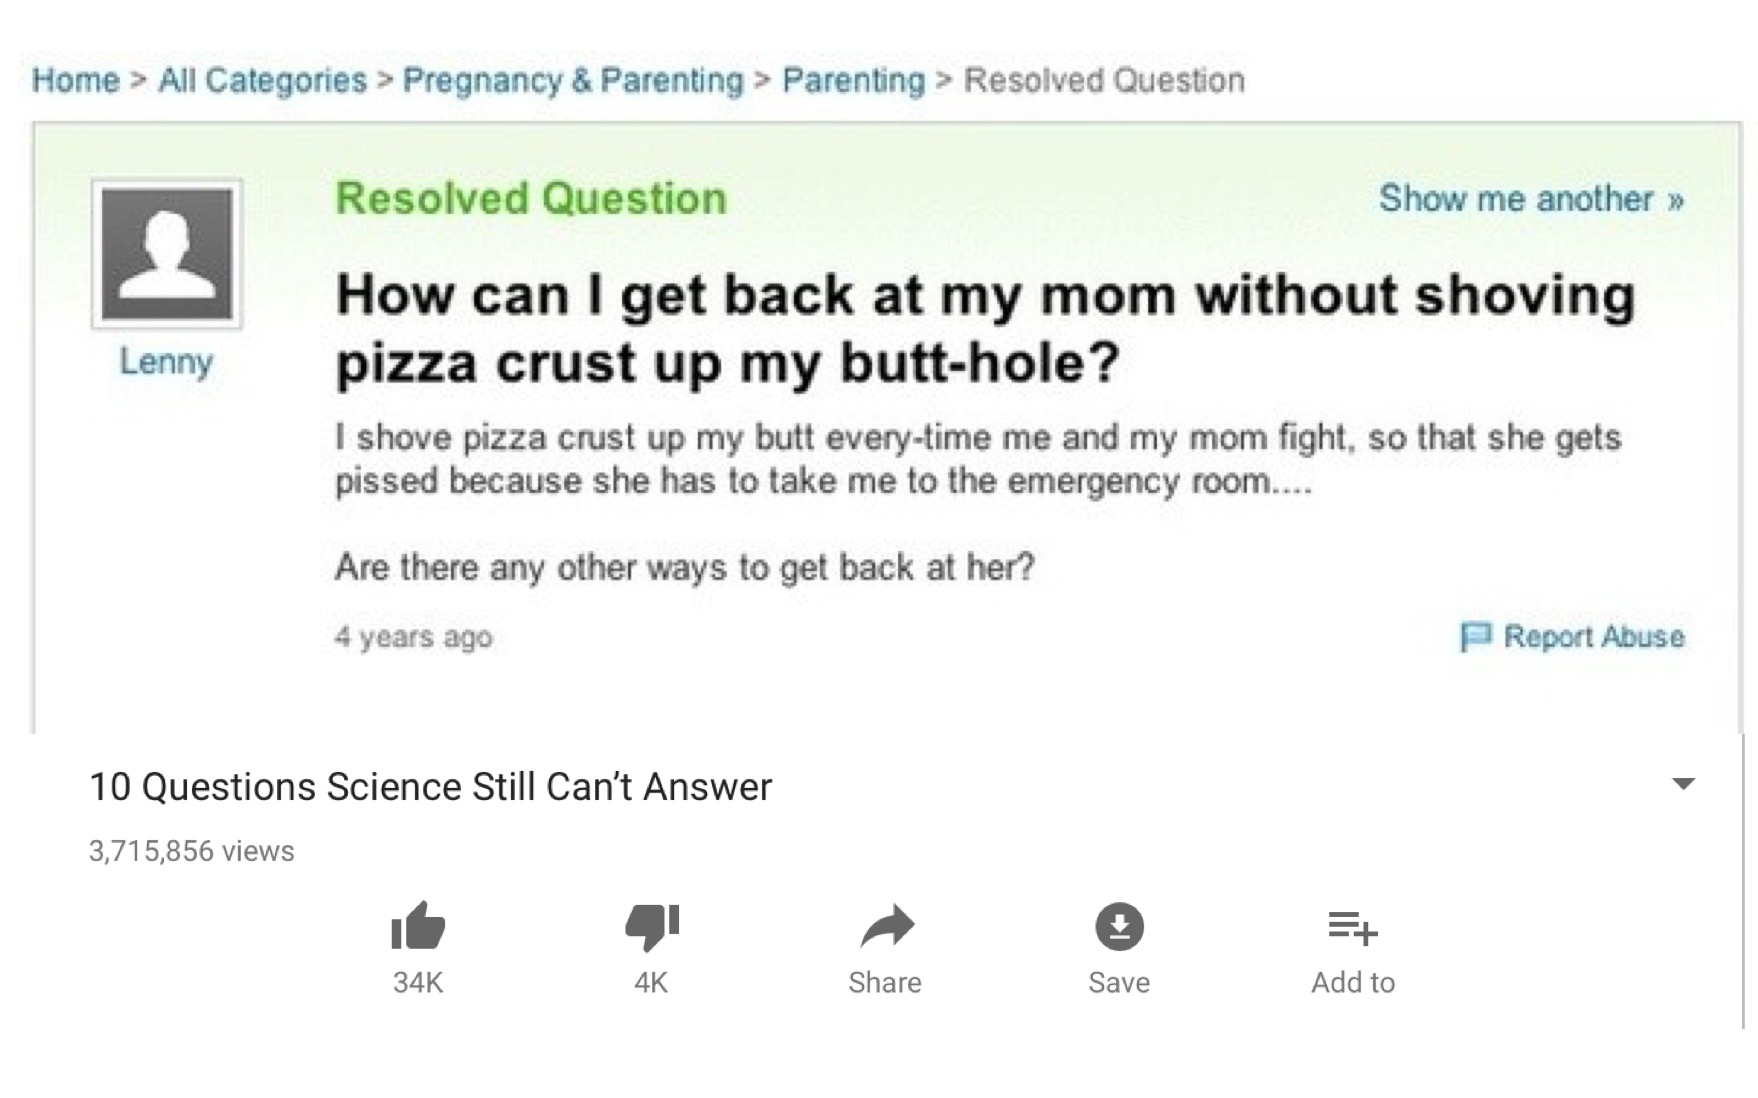 Home > All Categories > Pregnancy & Parenting > Parenting > Resolved Question
Resolved Question
Show me another »
Lenny
How can I get back at my mom without shoving
pizza crust up my butt-hole?
I shove pizza crust up my butt every-time me and my mom fight, so that she gets
pissed because she has to take me to the emergency room....
Are there any other ways to get back at her?
4 years ago
Report Abuse
10 Questions Science Still Can’t Answer
3,715,856 views
34K
4K
Share
Save
Add to